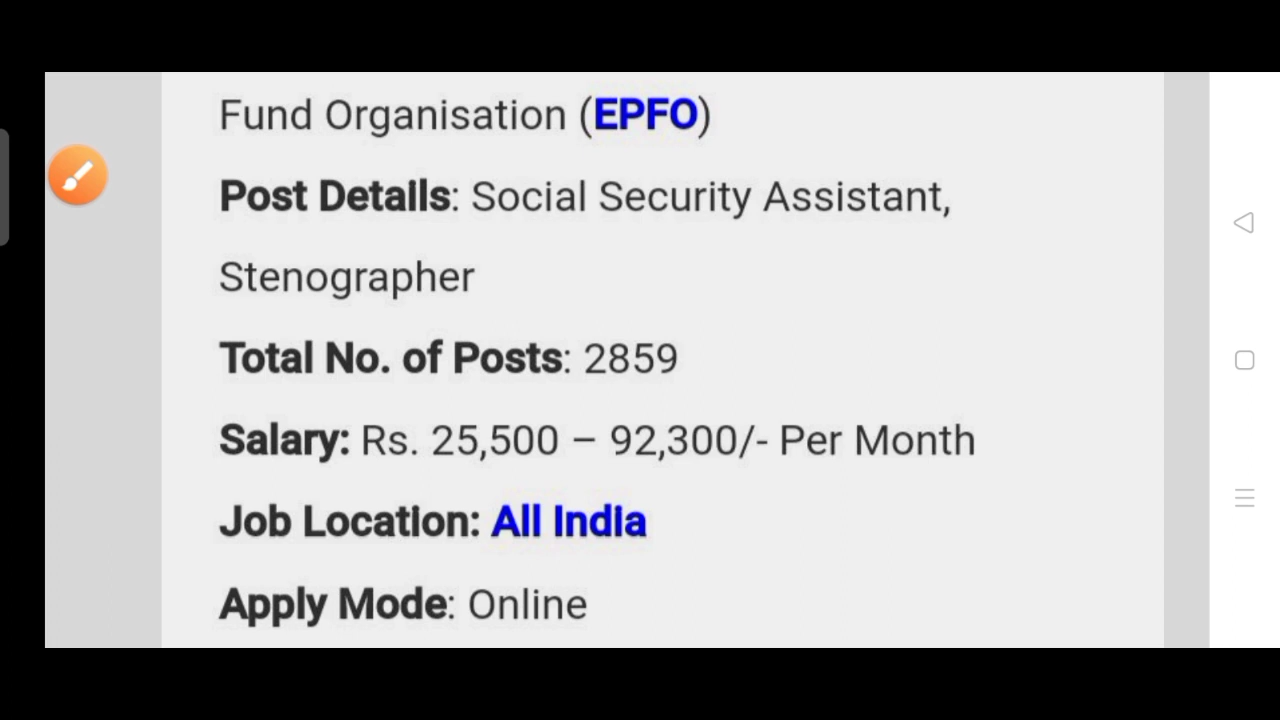 Fund Organisation (EPFO)
Post Details: Social Security Assistant,
Stenographer
Total No. of Posts: 2859
Salary: Rs. 25,500 – 92,300/- Per Month
Job Location: All India
Apply Mode: Online